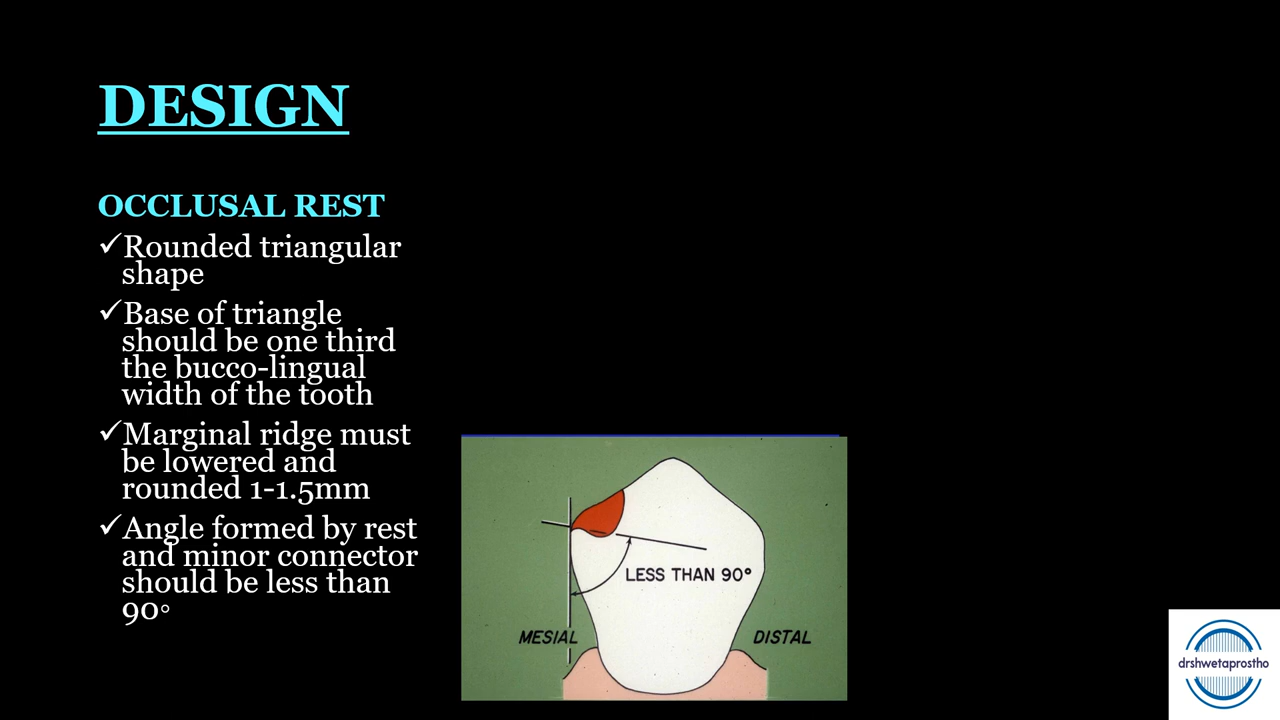 DESIGN
OCCLUSAL REST
✓Rounded triangular
shape
✓Base of triangle
should be one third
the bucco-lingual
width of the tooth
✓Marginal ridge must
be lowered and
rounded 1-1.5mm
✓Angle formed by rest
and minor connector
should be less than
90°
LESS THAN 90°
MESIAL
DISTAL
drshwetaprostho